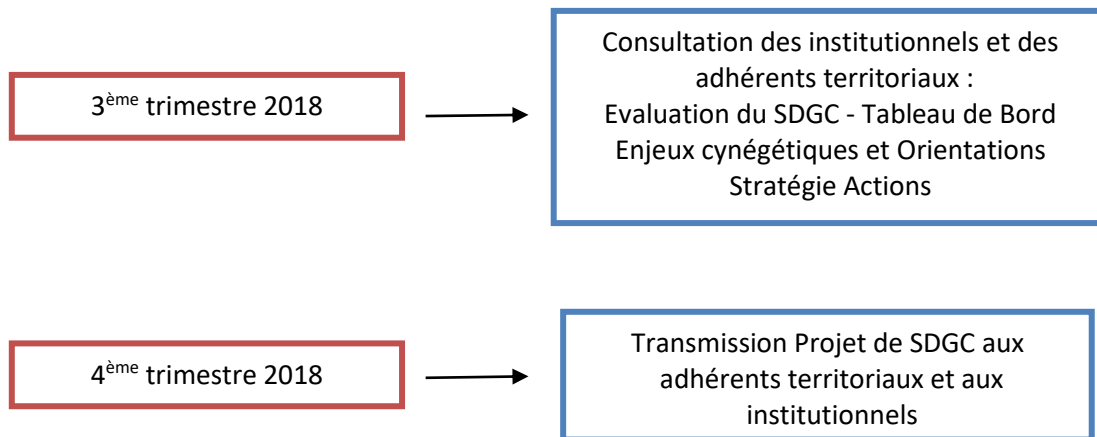 3ème trimestre 2018
Consultation des institutionnels et des
adhérents territoriaux :
Evaluation du SDGC - Tableau de Bord
Enjeux cynégétiques et Orientations
Stratégie Actions
4ème trimestre 2018
Transmission Projet de SDGC aux
adhérents territoriaux et aux
institutionnels